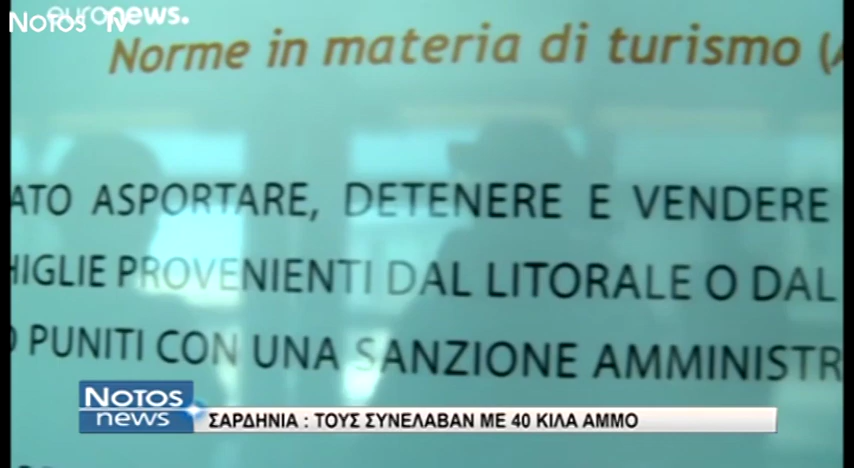 euronews.
Notos TV
Norme in materia di turismo (
ATO ASPORTARE, DETENERE E VENDERE
HIGLIE PROVENIENTI DAL LITORALE O DAL
O PUNITI CON UNA SANZIONE AMMINISTR
NOTOS
news
ΣΑΡΔΗΝΙΑ : ΤΟΥΣ ΣΥΝΕΛΑΒΑΝ ΜΕ 40 ΚΙΛΑ ΑΜΜΟ